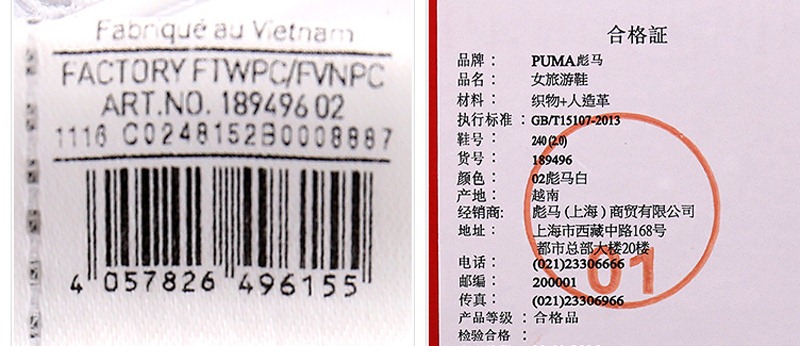 Fabriqué au Vietnam
FACTORY FTWPC/FVNPC
ART.NO. 189496 02
1116 C0248152B0008887
4 057826 496155
合格証
品牌： PUMA彪马
品名： 女旅游鞋
材料： 织物+人造革
执行标准：GB/T15107-2013
鞋号： 240 (2.0)
货号： 189496
颜色： 02彪马白
产地： 越南
经销商: 彪马 (上海) 商贸有限公司
地址： 上海市西藏中路168号
都市总部大楼20楼
电话： (021)23306666
邮编： 200001
传真： (021)23306966
产品等级：合格品
检验合格：
01